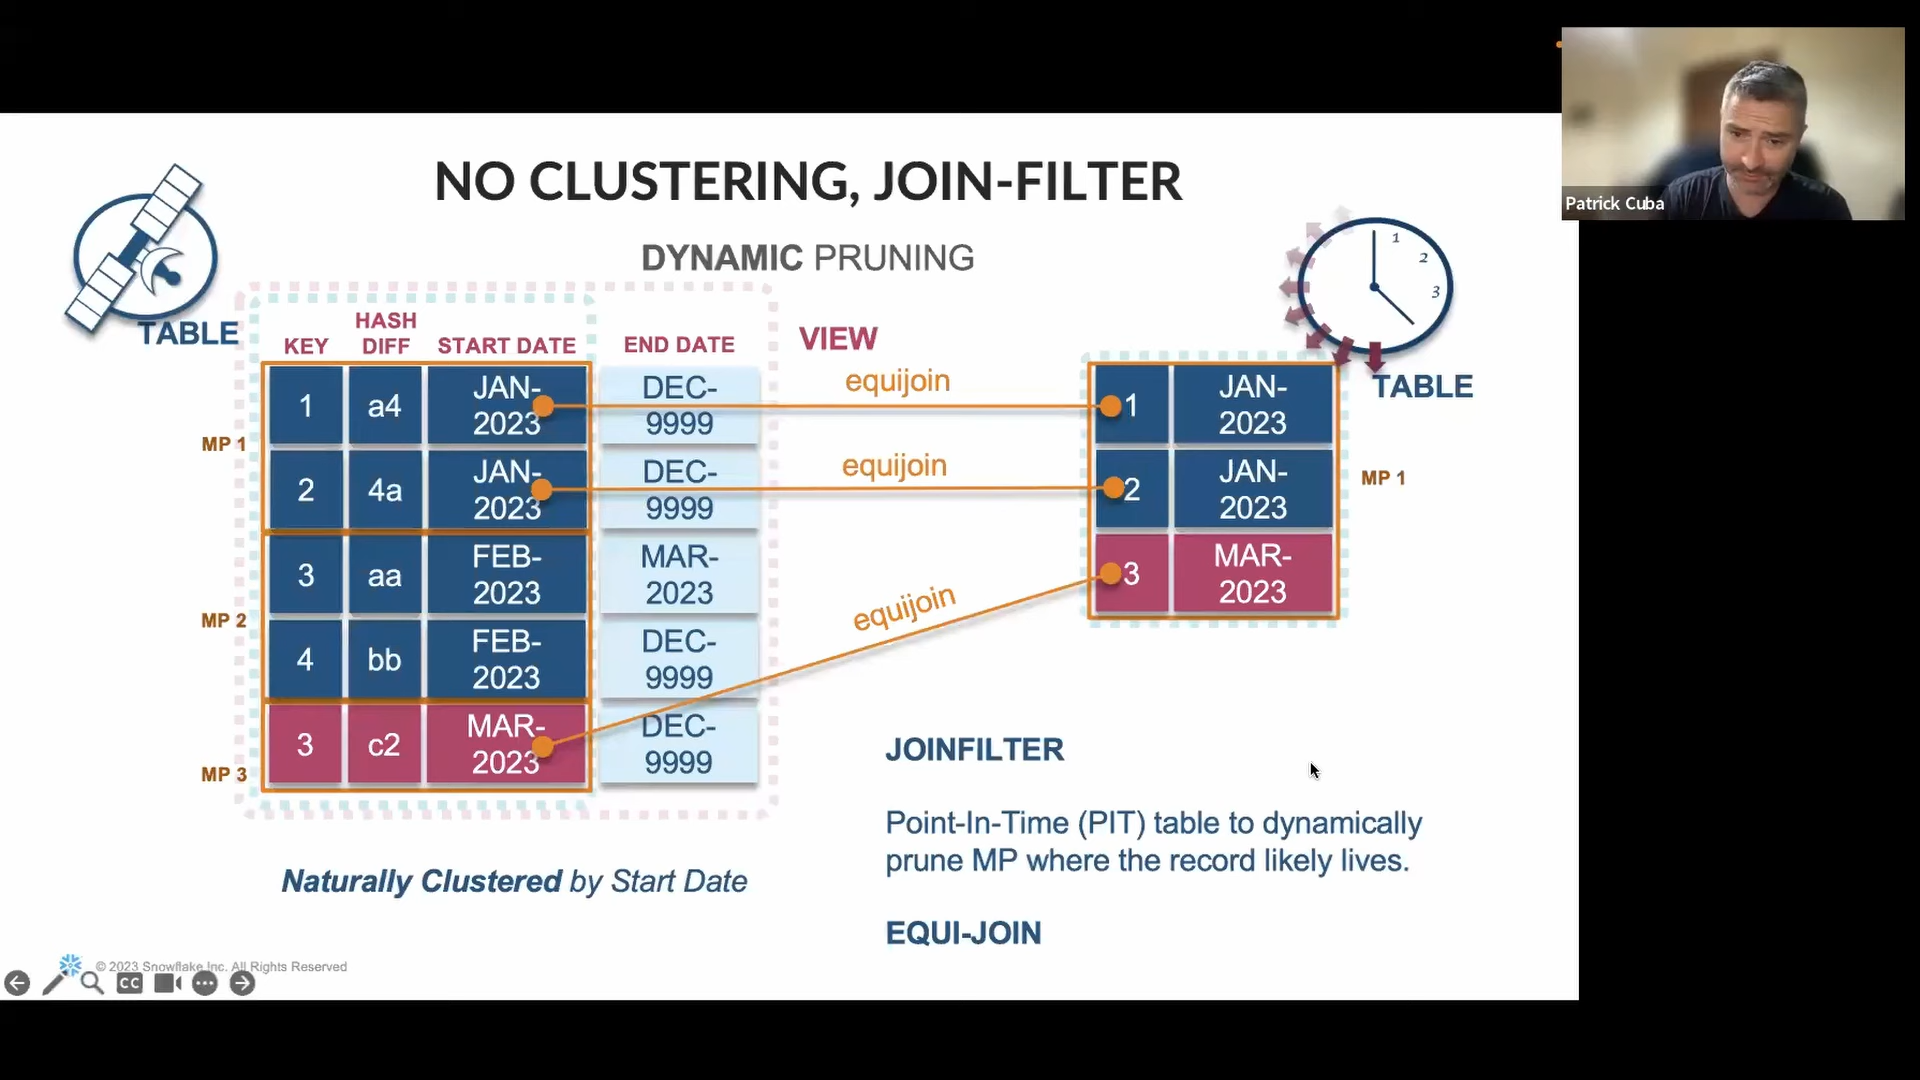 Patrick Cuba
NO CLUSTERING, JOIN-FILTER
DYNAMIC PRUNING
1
2
3
TABLE
KEY
HASH
DIFF
START DATE
END DATE
VIEW
TABLE
MP 1
1
a4
JAN-
2023
DEC-
9999
equijoin
1
JAN-
2023
2
4a
JAN-
2023
DEC-
9999
equijoin
2
JAN-
2023
MP 1
MP 2
3
aa
FEB-
2023
MAR-
2023
equijoin
3
MAR-
2023
4
bb
FEB-
2023
DEC-
9999
MP 3
3
c2
MAR-
2023
DEC-
9999
JOINFILTER
Point-In-Time (PIT) table to dynamically
prune MP where the record likely lives.
EQUI-JOIN
Naturally Clustered by Start Date
© 2023 Snowflake Inc. All Rights Reserved
CC